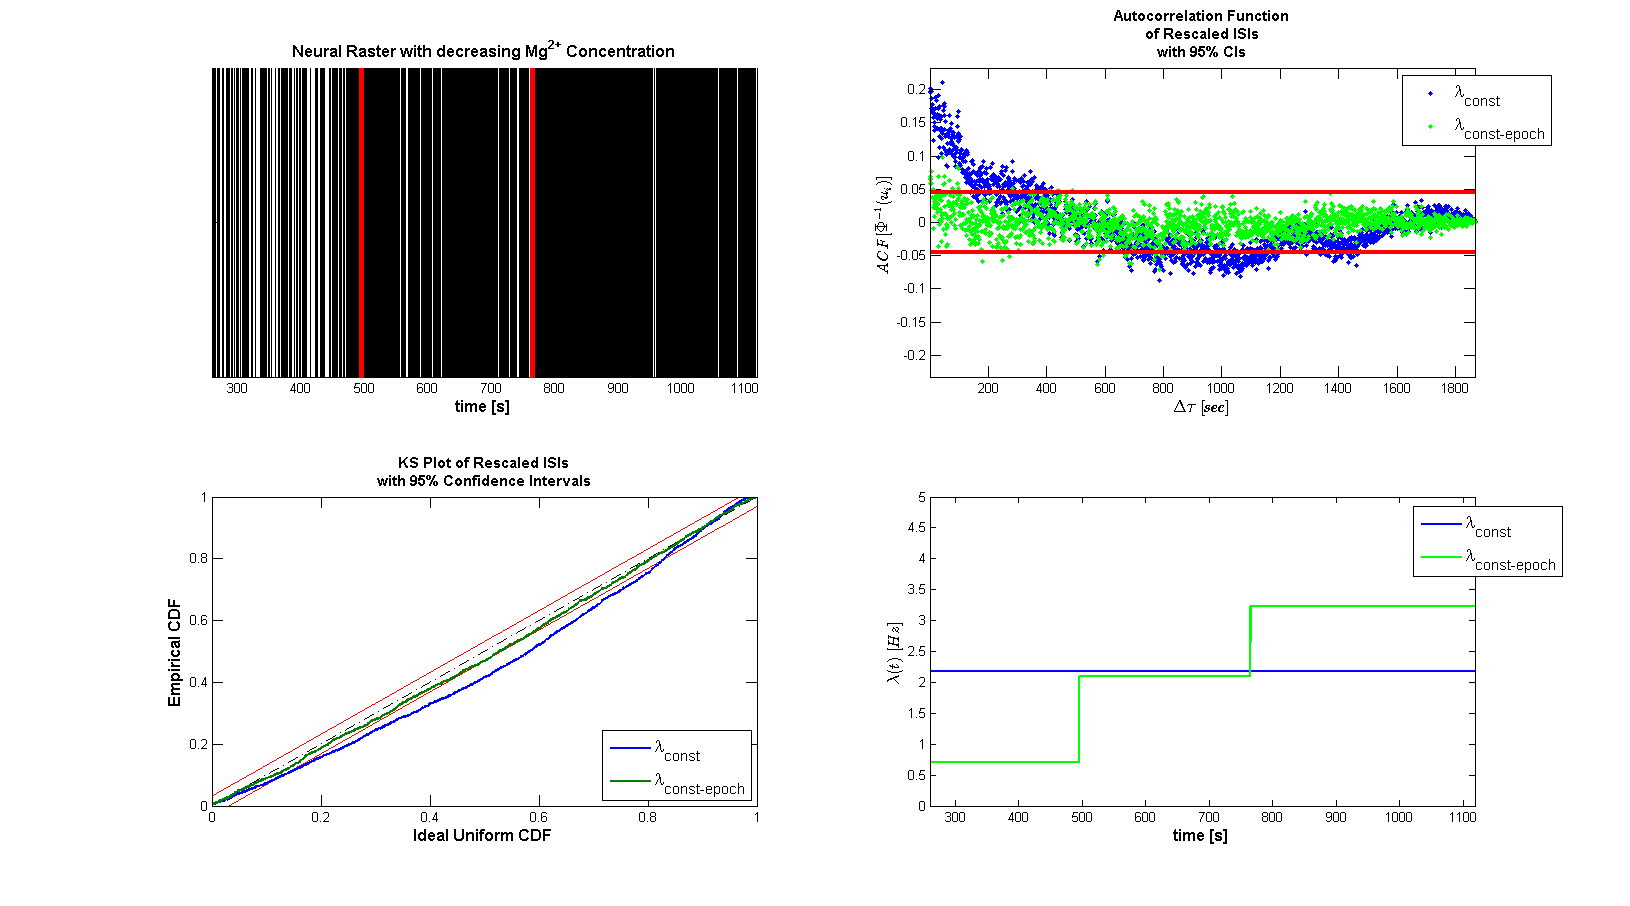 Neural Raster with decreasing Mg2+ Concentration
300 400 500 600 700 800 900 1000 1100
time [s]
Autocorrelation Function
of Rescaled ISIs
with 95% CIs
0.2
0.15
0.1
0.05
0
-0.05
-0.1
-0.15
-0.2
ACF[Φ⁻¹(uᵢ)]
λconst
λconst-epoch
200 400 600 800 1000 1200 1400 1600 1800
Δτ [sec]
KS Plot of Rescaled ISIs
with 95% Confidence Intervals
1
0.8
0.6
0.4
0.2
0
Empirical CDF
λconst
λconst-epoch
0 0.2 0.4 0.6 0.8 1
Ideal Uniform CDF
5
4.5
4
3.5
3
2.5
2
1.5
1
0.5
0
λ(t) [Hz]
λconst
λconst-epoch
300 400 500 600 700 800 900 1000 1100
time [s]